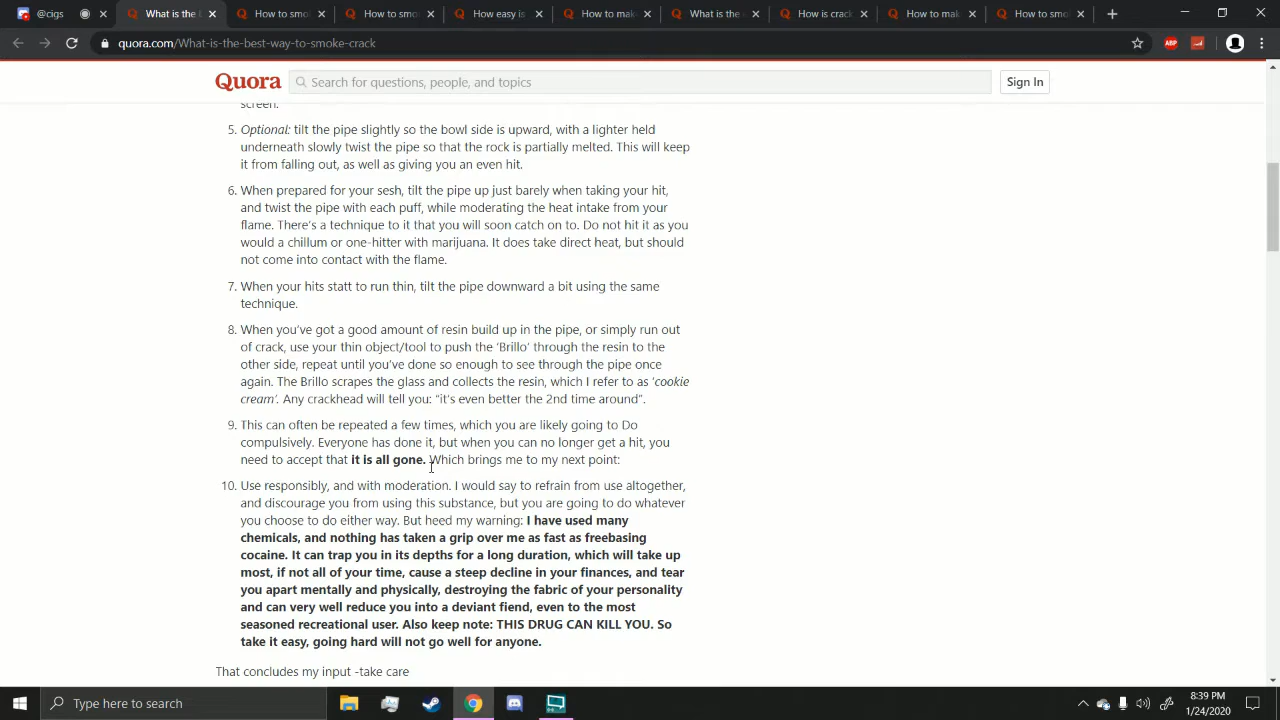 @cigs
What is the b
How to smo
How to smo
How easy is
How to mak
What is the
How is crack
How to mak
How to smo
quora.com/What-is-the-best-way-to-smoke-crack
ABP
Quora
Search for questions, people, and topics
Sign In
screen.
5. Optional: tilt the pipe slightly so the bowl side is upward, with a lighter held
underneath slowly twist the pipe so that the rock is partially melted. This will keep
it from falling out, as well as giving you an even hit.
6. When prepared for your sesh, tilt the pipe up just barely when taking your hit,
and twist the pipe with each puff, while moderating the heat intake from your
flame. There's a technique to it that you will soon catch on to. Do not hit it as you
would a chillum or one-hitter with marijuana. It does take direct heat, but should
not come into contact with the flame.
7. When your hits statt to run thin, tilt the pipe downward a bit using the same
technique.
8. When you've got a good amount of resin build up in the pipe, or simply run out
of crack, use your thin object/tool to push the 'Brillo' through the resin to the
other side, repeat until you've done so enough to see through the pipe once
again. The Brillo scrapes the glass and collects the resin, which I refer to as 'cookie
cream'. Any crackhead will tell you: "it's even better the 2nd time around".
9. This can often be repeated a few times, which you are likely going to Do
compulsively. Everyone has done it, but when you can no longer get a hit, you
need to accept that it is all gone. Which brings me to my next point:
10. Use responsibly, and with moderation. I would say to refrain from use altogether,
and discourage you from using this substance, but you are going to do whatever
you choose to do either way. But heed my warning: I have used many
chemicals, and nothing has taken a grip over me as fast as freebasing
cocaine. It can trap you in its depths for a long duration, which will take up
most, if not all of your time, cause a steep decline in your finances, and tear
you apart mentally and physically, destroying the fabric of your personality
and can very well reduce you into a deviant fiend, even to the most
seasoned recreational user. Also keep note: THIS DRUG CAN KILL YOU. So
take it easy, going hard will not go well for anyone.
That concludes my input -take care
Type here to search
8:39 PM
1/24/2020